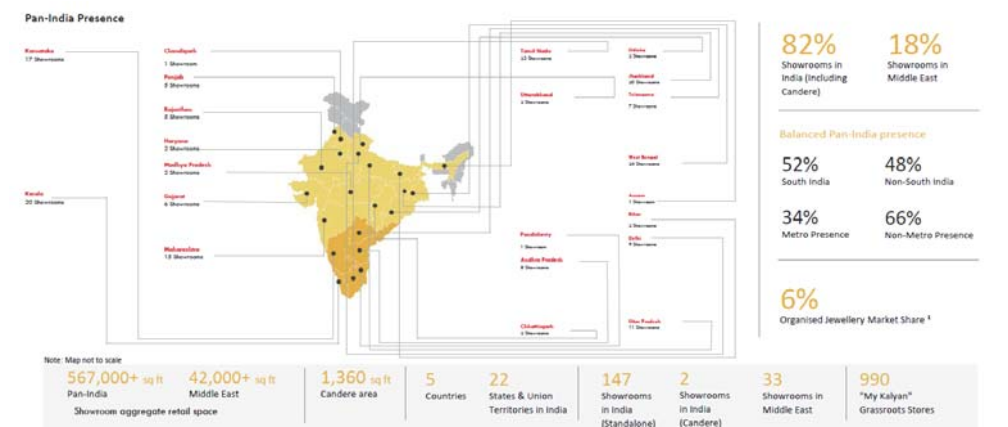 Pan-India Presence
Karnataka
17 Showrooms
Kerala
Chandigarh
1 Showroom
Punjab
Rajasthan
Haryana
Madhya Pradesh
Gujarat
6 Showrooms
Maharashtra
Tamil Nadu
Uttarakhand
Puducherry
1 Showroom
Andhra Pradesh
Chhattisgarh
Odisha
Jharkhand
Telangana
7 Showrooms
West Bengal
Assam
1 Showroom
Bihar
Delhi
Uttar Pradesh
11 Showrooms
82%
Showrooms in
India (Including
Candere)
18%
Showrooms in
Middle East
Balanced Pan-India presence
52%
South India
48%
Non-South India
34%
Metro Presence
66%
Non-Metro Presence
6%
Organised Jewellery Market Share ¹
Note: Map not to scale
567,000+ sq ft
Pan-India
42,000+ sq ft
Middle East
Showroom aggregate retail space
1,360 sq ft
Candere area
5
Countries
22
States & Union
Territories in India
147
Showrooms
in India
(Standalone)
2
Showrooms
in India
(Candere)
33
Showrooms in
Middle East
990
"My Kalyan"
Grassroots Stores